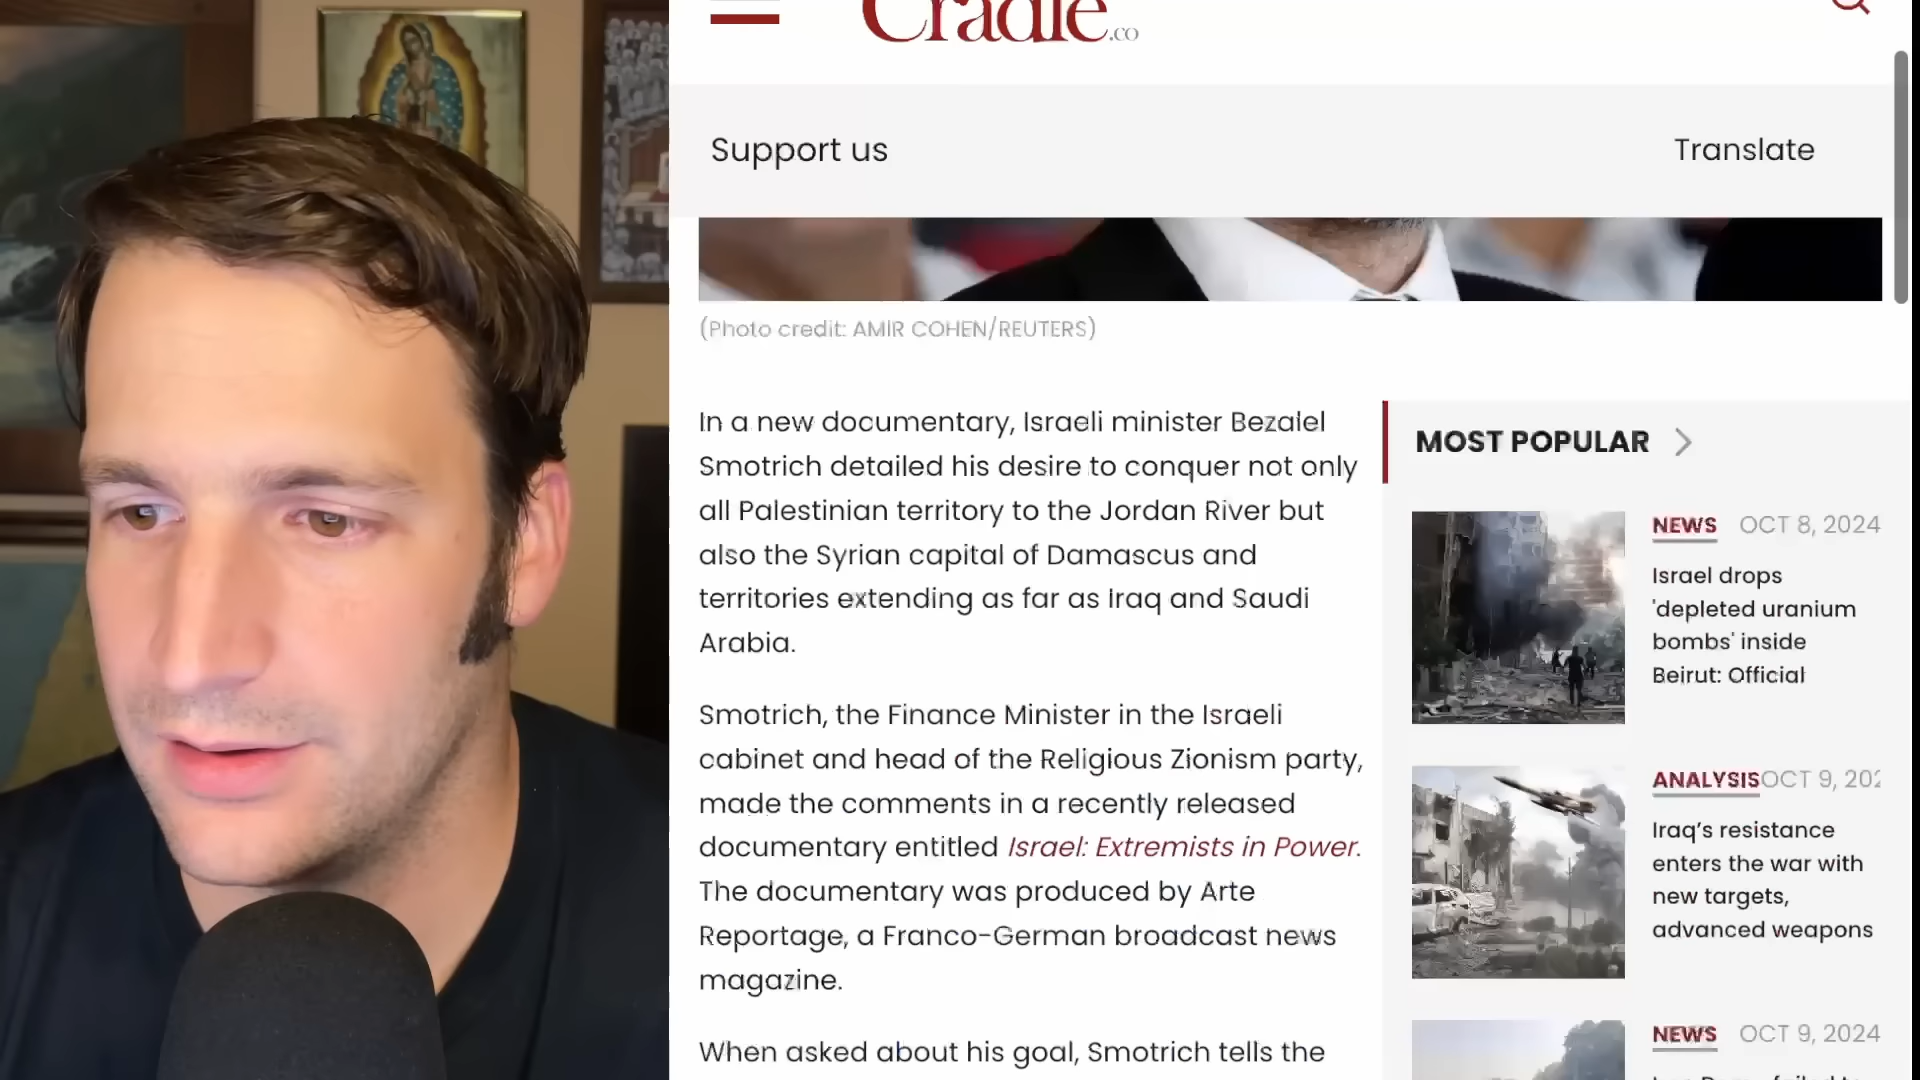 Cradle.co
Support us
Translate
(Photo credit: AMIR COHEN/REUTERS)
In a new documentary, Israeli minister Bezalel
Smotrich detailed his desire to conquer not only
all Palestinian territory to the Jordan River but
also the Syrian capital of Damascus and
territories extending as far as Iraq and Saudi
Arabia.
Smotrich, the Finance Minister in the Israeli
cabinet and head of the Religious Zionism party,
made the comments in a recently released
documentary entitled Israel: Extremists in Power.
The documentary was produced by Arte
Reportage, a Franco-German broadcast news
magazine.
When asked about his goal, Smotrich tells the
MOST POPULAR
NEWS OCT 8, 2024
Israel drops
'depleted uranium
bombs' inside
Beirut: Official
ANALYSIS OCT 9, 202
Iraq's resistance
enters the war with
new targets,
advanced weapons
NEWS OCT 9, 2024